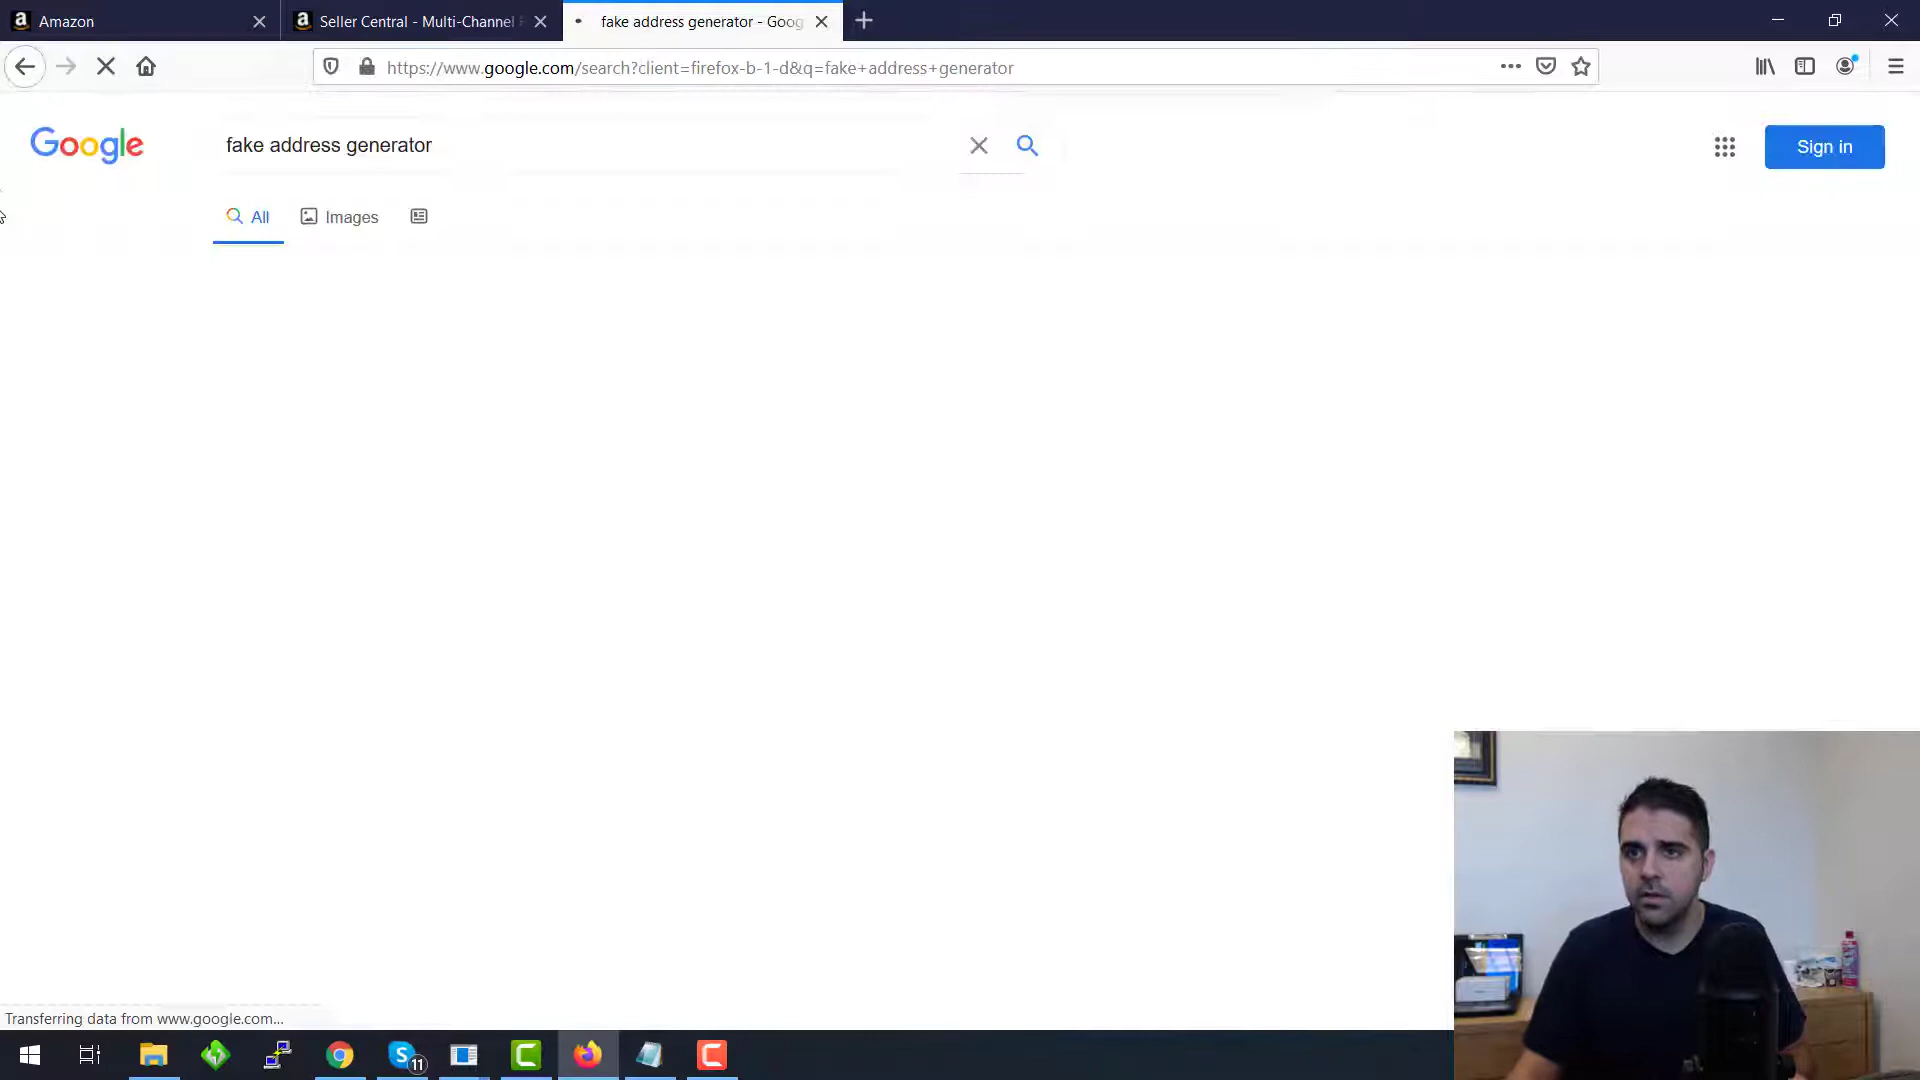 Amazon
Seller Central - Multi-Channel
fake address generator - Goog
https://www.google.com/search?client=firefox-b-1-d&q=fake+address+generator
Google
fake address generator
Sign in
All
Images
Transferring data from www.google.com...
11